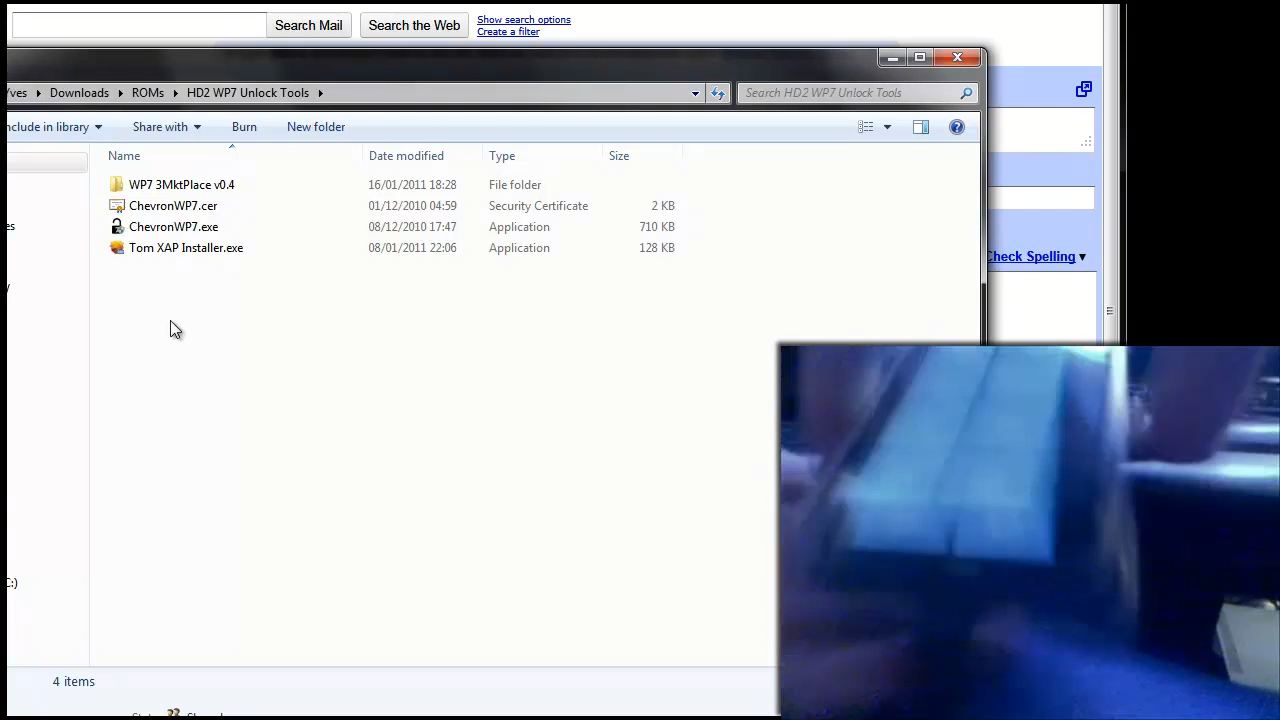 Search Mail Search the Web Show search options
Create a filter
Yves Downloads ROMs HD2 WP7 Unlock Tools Search HD2 WP7 Unlock Tools
nclude in library Share with Burn New folder
Name Date modified Type Size
WP7 3MktPlace v0.4 16/01/2011 18:28 File folder
ChevronWP7.cer 01/12/2010 04:59 Security Certificate 2 KB
ChevronWP7.exe 08/12/2010 17:47 Application 710 KB
Tom XAP Installer.exe 08/01/2011 22:06 Application 128 KB
Check Spelling
es
y
C:)
4 items